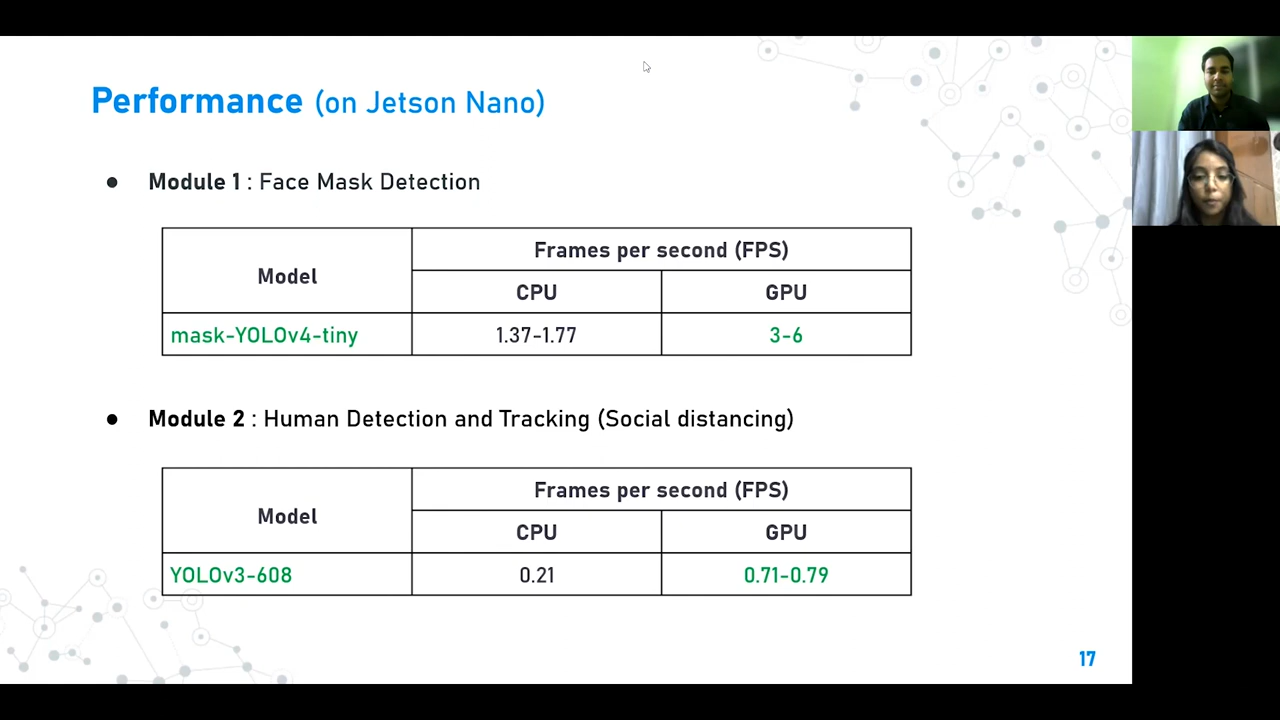 Performance (on Jetson Nano)
● Module 1 : Face Mask Detection
Model
Frames per second (FPS)
CPU
GPU
mask-YOLOv4-tiny
1.37-1.77
3-6
● Module 2 : Human Detection and Tracking (Social distancing)
Model
Frames per second (FPS)
CPU
GPU
YOLOv3-608
0.21
0.71-0.79
17